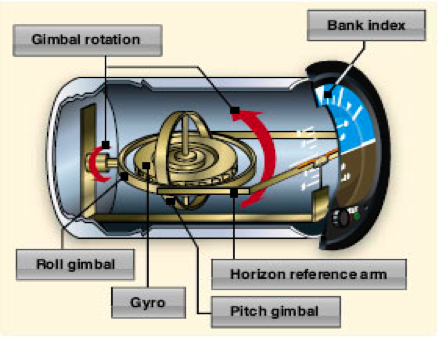 Bank index
Gimbal rotation
Roll gimbal
Horizon reference arm
Gyro
Pitch gimbal